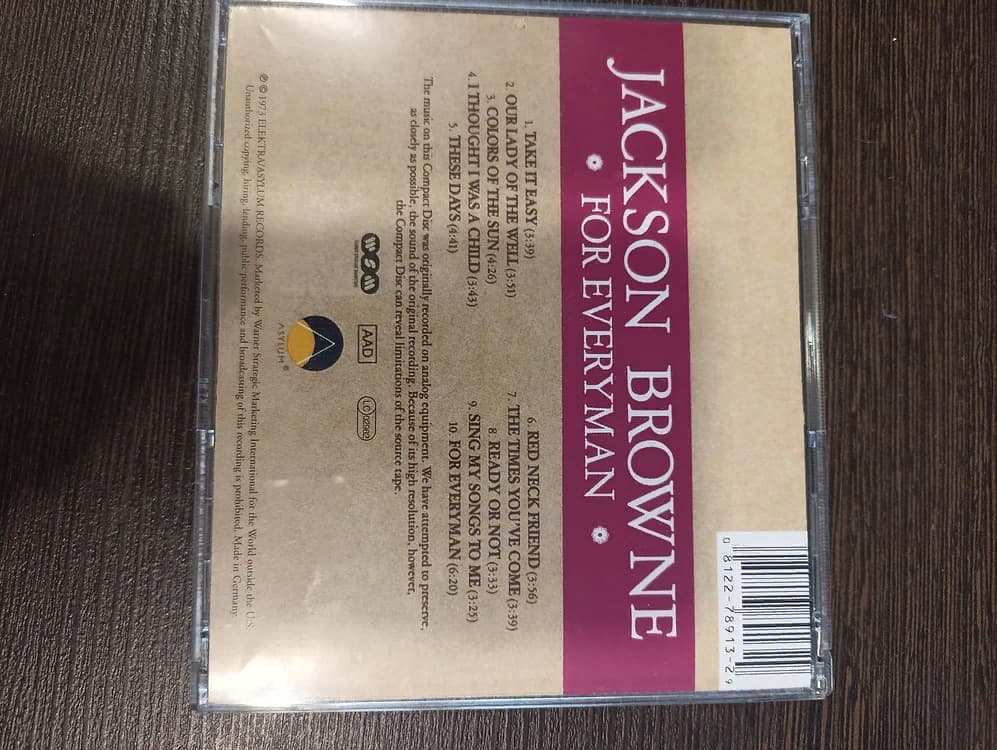 JACKSON BROWNE
• FOR EVERYMAN •
1. TAKE IT EASY (3:39)
2. OUR LADY OF THE WELL (3:51)
3. COLORS OF THE SUN (4:26)
4. I THOUGHT I WAS A CHILD (3:43)
5. THESE DAYS (4:41)
6. RED NECK FRIEND (3:56)
7. THE TIMES YOU'VE COME (3:39)
8. READY OR NOT (3:33)
9. SING MY SONGS TO ME (3:25)
10. FOR EVERYMAN (6:20)
The music on this Compact Disc was originally recorded on analog equipment. We have attempted to preserve,
as closely as possible, the sound of the original recording. Because of its high resolution, however,
the Compact Disc can reveal limitations of the source tape.
WSM
AAD
LC 02982
ASYLUM®
℗ © 1973 ELEKTRA/ASYLUM RECORDS. Marketed by Warner Strategic Marketing International for the World outside the U.S.
Unauthorized copying, hiring, lending, public performance and broadcasting of this recording is prohibited. Made in Germany.
0 8122-78913-2 9